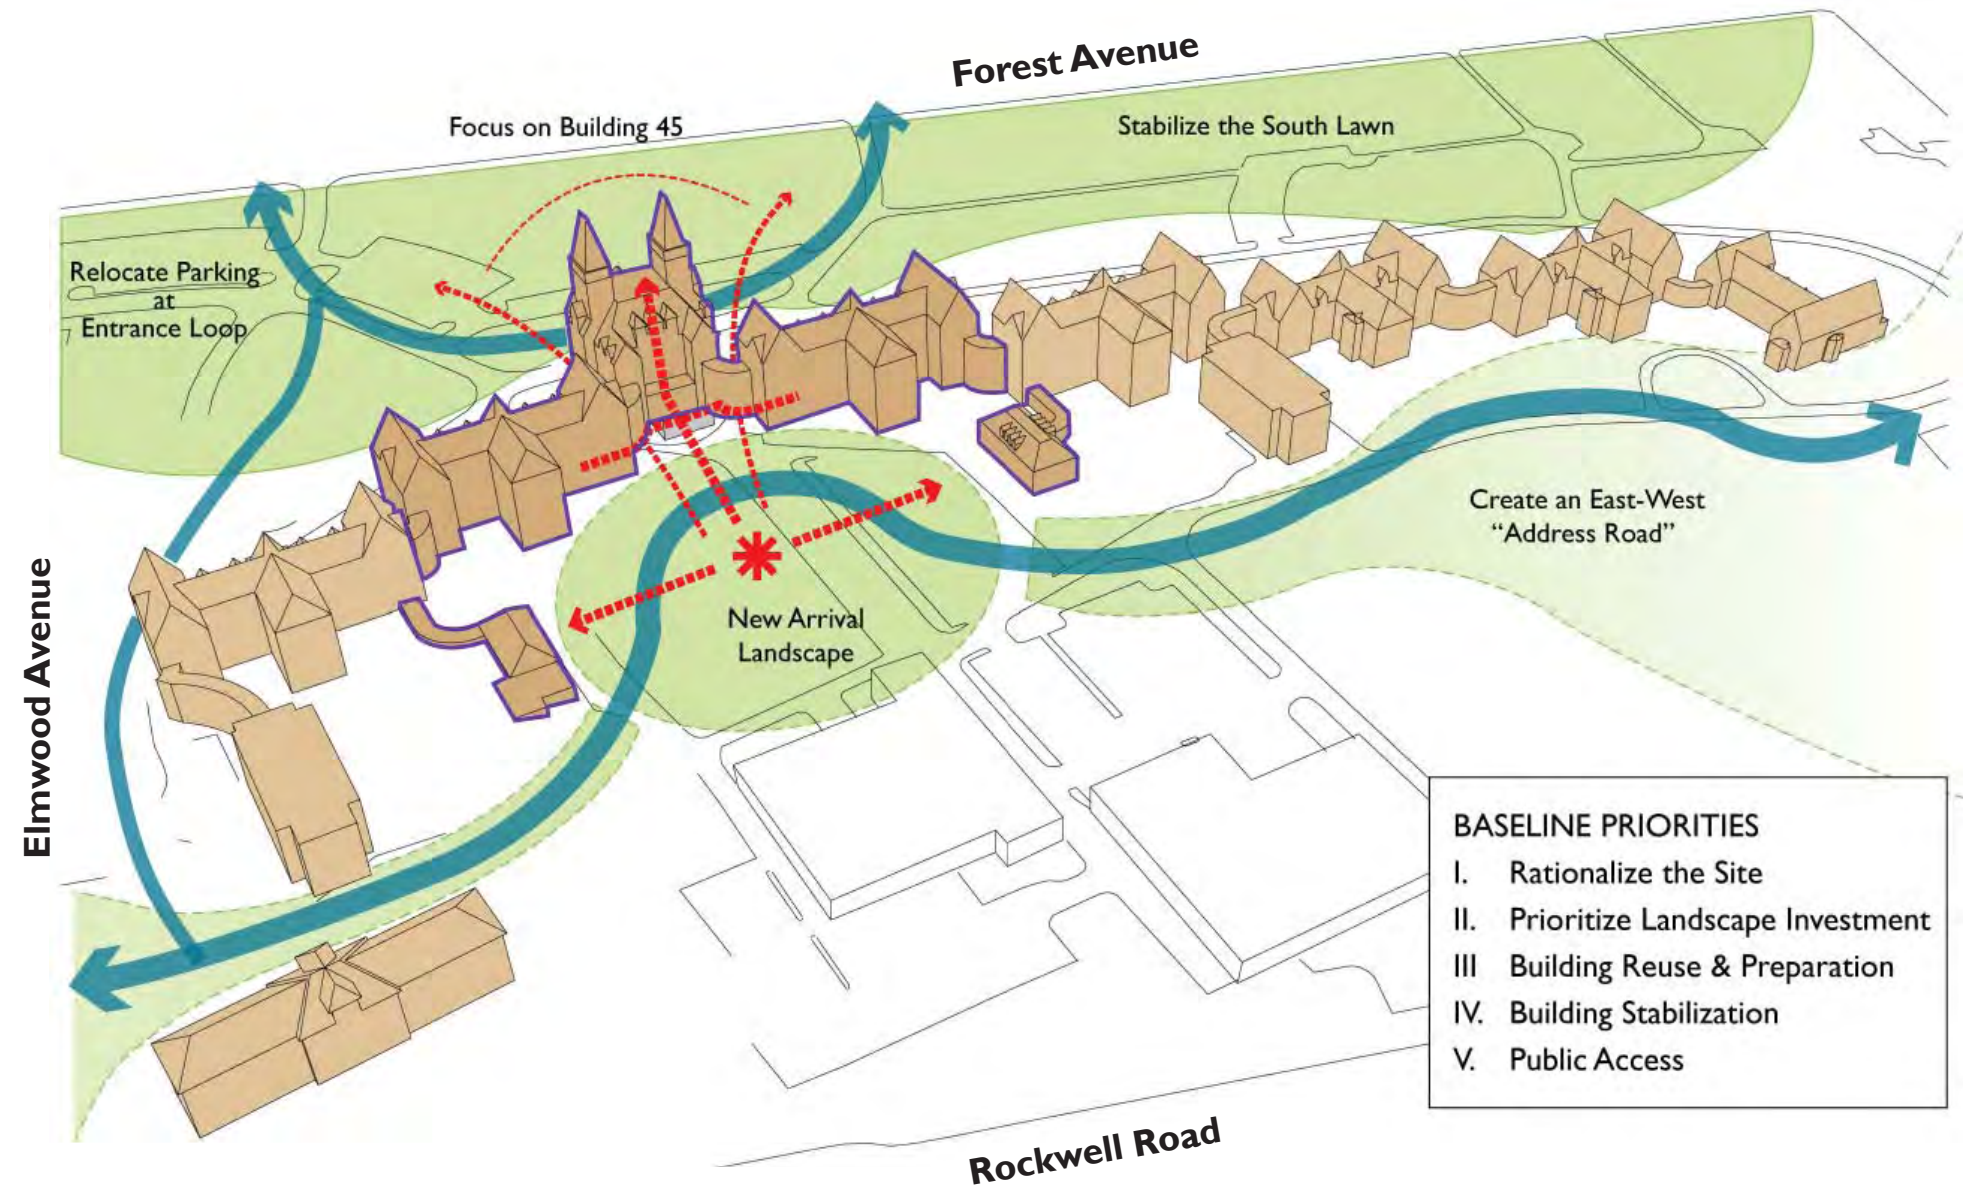 Forest Avenue
Focus on Building 45
Stabilize the South Lawn
Relocate Parking
at
Entrance Loop
Create an East-West
“Address Road”
New Arrival
Landscape
Elmwood Avenue
BASELINE PRIORITIES
I. Rationalize the Site
II. Prioritize Landscape Investment
III Building Reuse & Preparation
IV. Building Stabilization
V. Public Access
Rockwell Road